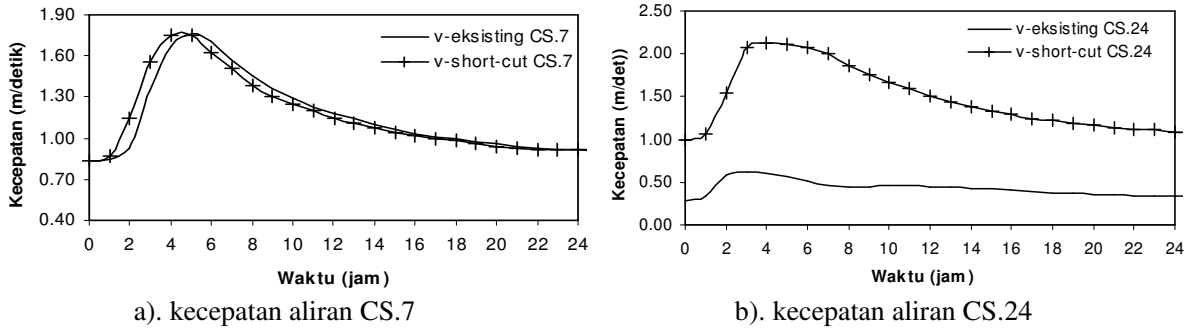 1.90
1.60
1.30
1.00
0.70
0.40
Kecepatan (m/detik)
v-eksisting CS.7
v-short-cut CS.7
0 2 4 6 8 10 12 14 16 18 20 22 24
Waktu (jam)
a). kecepatan aliran CS.7
2.50
2.00
1.50
1.00
0.50
0.00
Kecepatan (m/det))
v-eksisting CS.24
v-short-cut CS.24
0 2 4 6 8 10 12 14 16 18 20 22 24
Waktu (jam)
b). kecepatan aliran CS.24